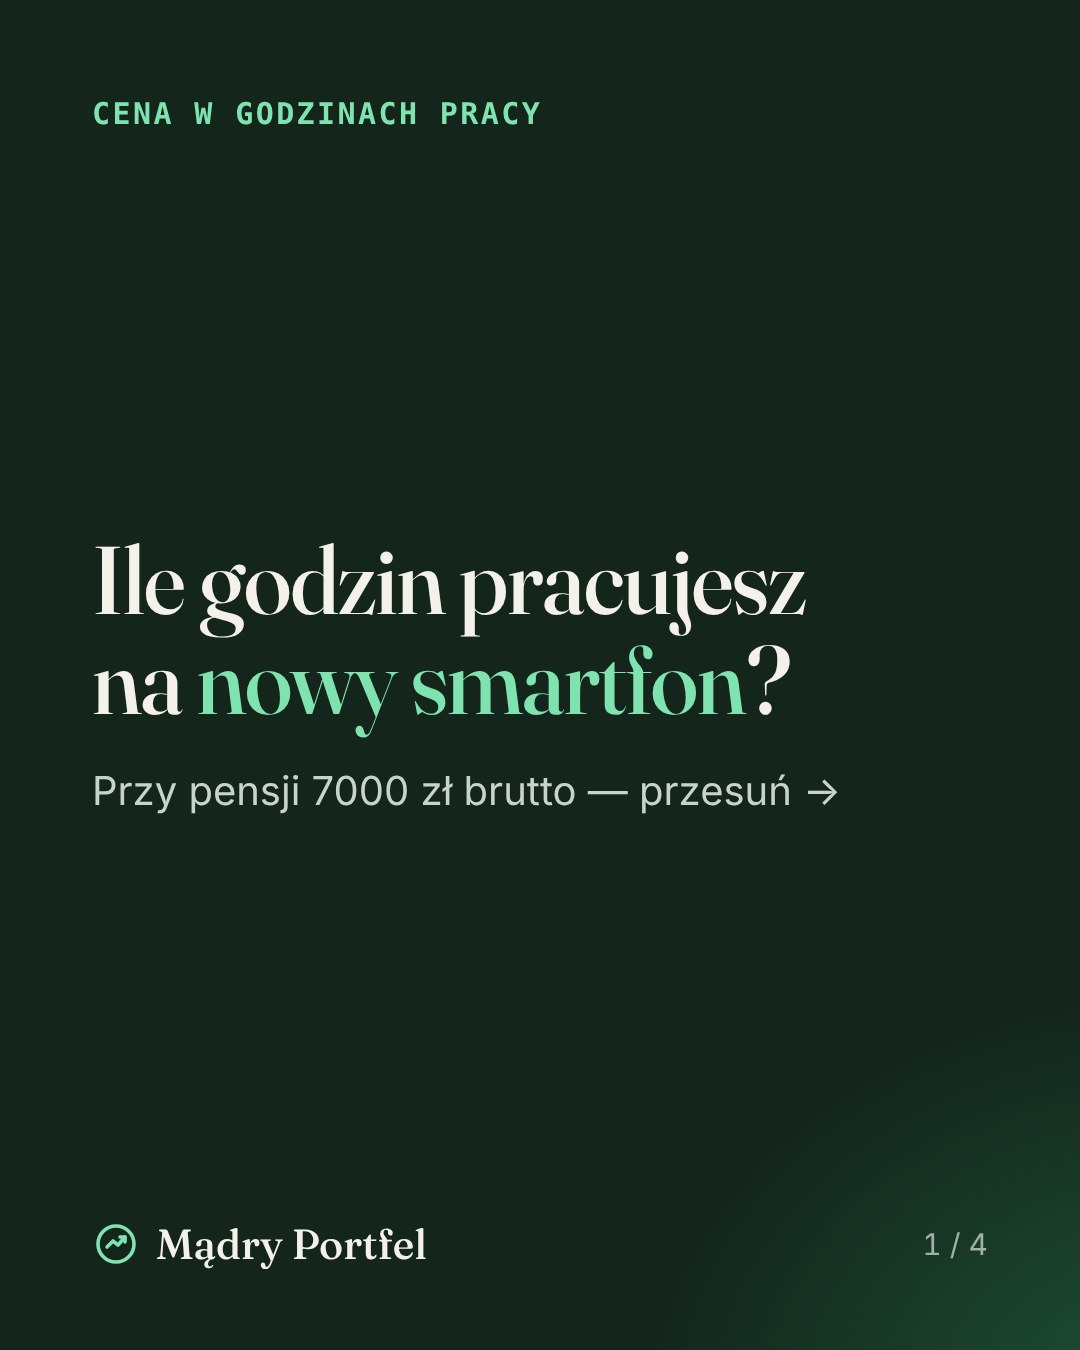 CENA W GODZINACH PRACY
Ile godzin pracujesz
na nowy smartfon?
Przy pensji 7000 zł brutto — przesuń →
Mądry Portfel
1 / 4